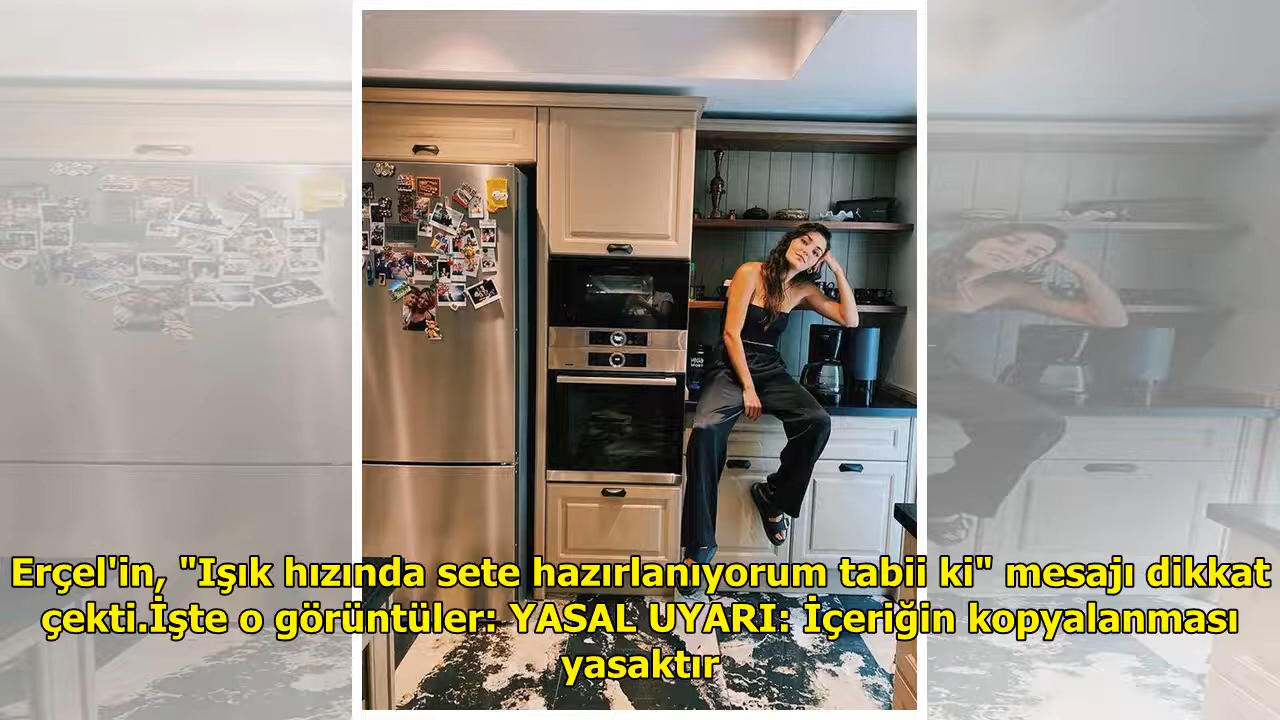 Erçel'in, "Işık hızında sete hazırlanıyorum tabii ki" mesajı dikkat
çekti.İşte o görüntüler: YASAL UYARI: İçeriğin kopyalanması
yasaktır